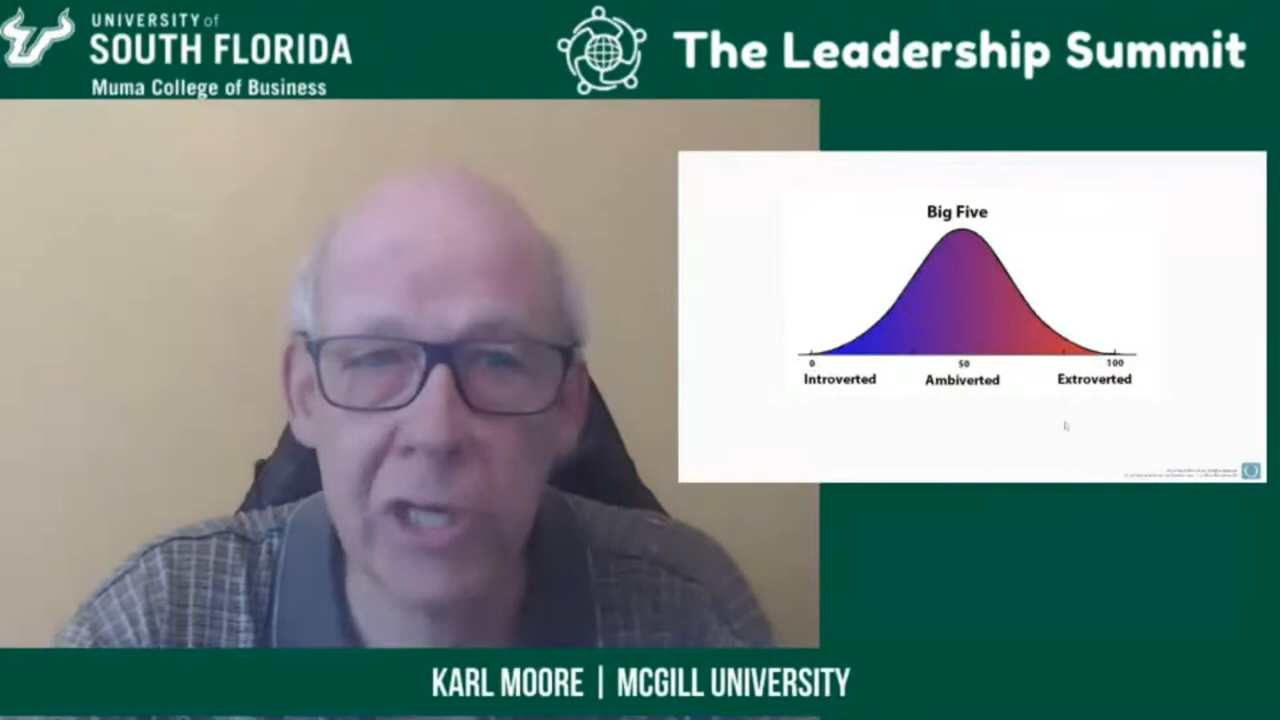 UNIVERSITY of
SOUTH FLORIDA
Muma College of Business
The Leadership Summit
Big Five
0 50 100
Introverted Ambiverted Extroverted
KARL MOORE | MCGILL UNIVERSITY